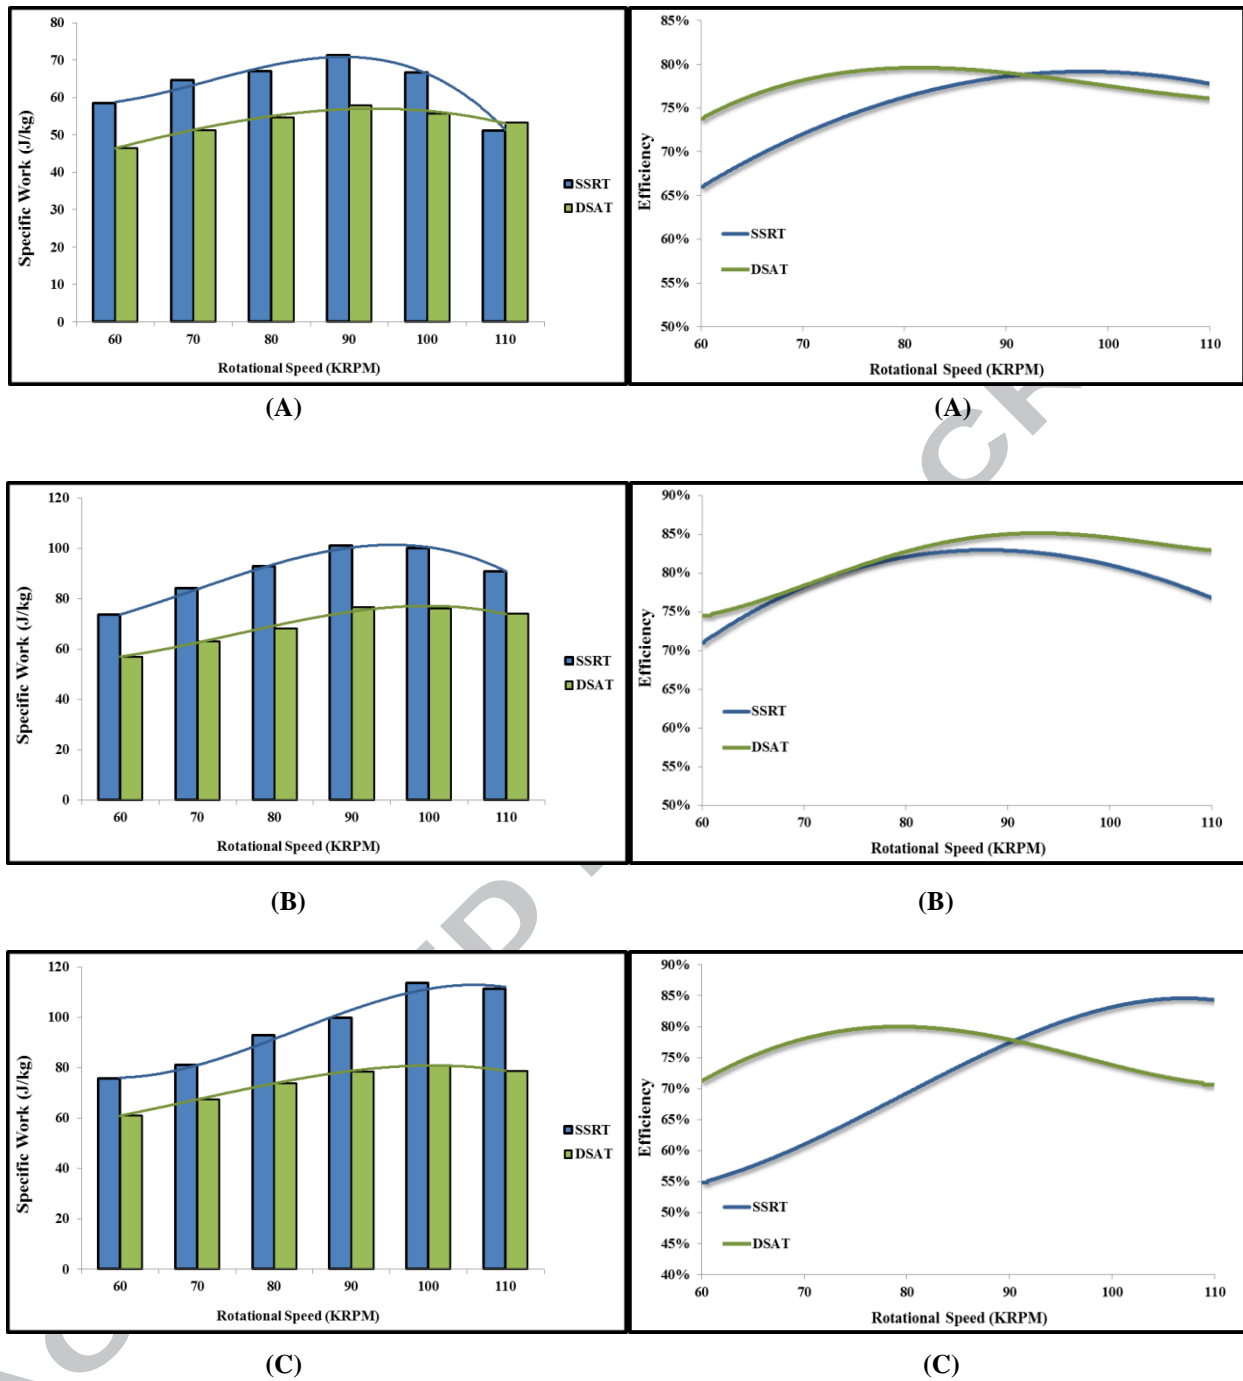 80
70
60
50
40
30
20
10
0
Specific Work (J/kg)
SSRT
DSAT
60 70 80 90 100 110
Rotational Speed (KRPM)
(A)
85%
80%
75%
70%
65%
60%
55%
50%
Efficiency
SSRT
DSAT
60 70 80 90 100 110
Rotational Speed (KRPM)
(A)
120
100
80
60
40
20
0
Specific Work (J/kg)
SSRT
DSAT
60 70 80 90 100 110
Rotational Speed (KRPM)
(B)
90%
85%
80%
75%
70%
65%
60%
55%
50%
Efficiency
SSRT
DSAT
60 70 80 90 100 110
Rotational Speed (KRPM)
(B)
120
100
80
60
40
20
0
Specific Work (J/kg)
SSRT
DSAT
60 70 80 90 100 110
Rotational Speed (KRPM)
(C)
90%
85%
80%
75%
70%
65%
60%
55%
50%
45%
40%
Efficiency
SSRT
DSAT
60 70 80 90 100 110
Rotational Speed (KRPM)
(C)